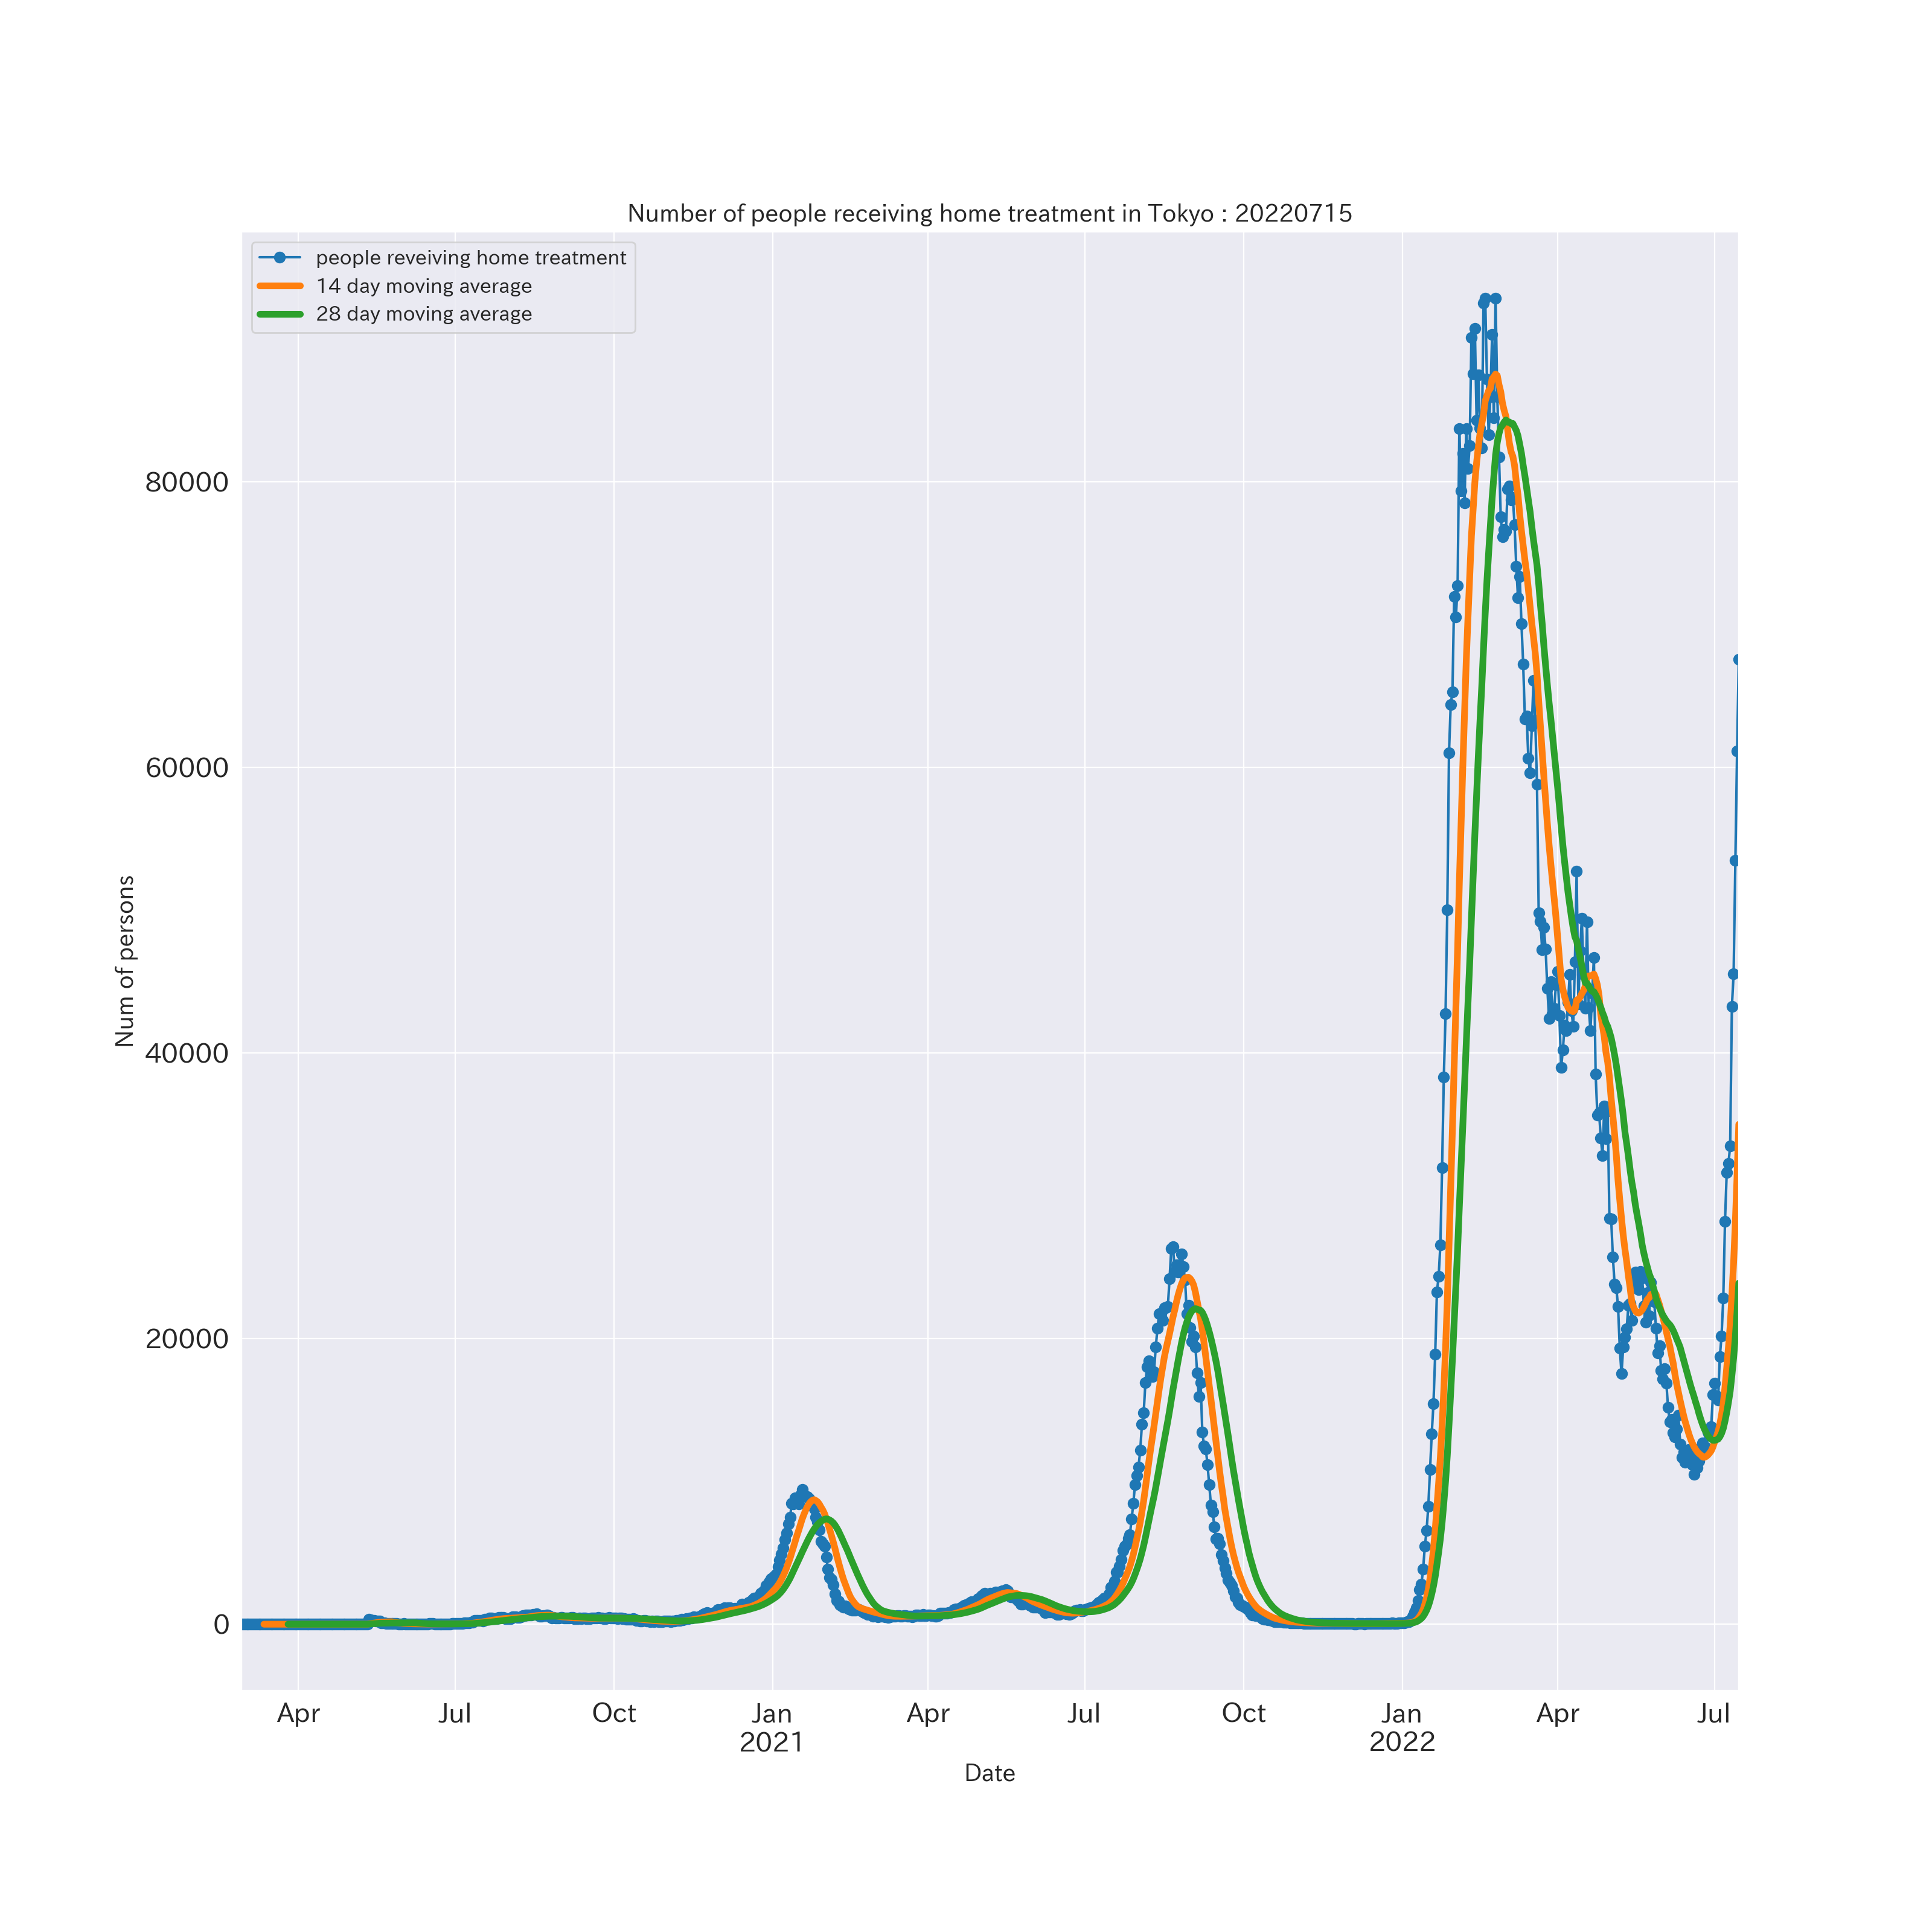 Number of people receiving home treatment in Tokyo : 20220715
people reveiving home treatment
14 day moving average
28 day moving average
80000
60000
40000
20000
0
Num of persons
Apr Jul Oct Jan Apr Jul Oct Jan Apr Jul
2021 2022
Date